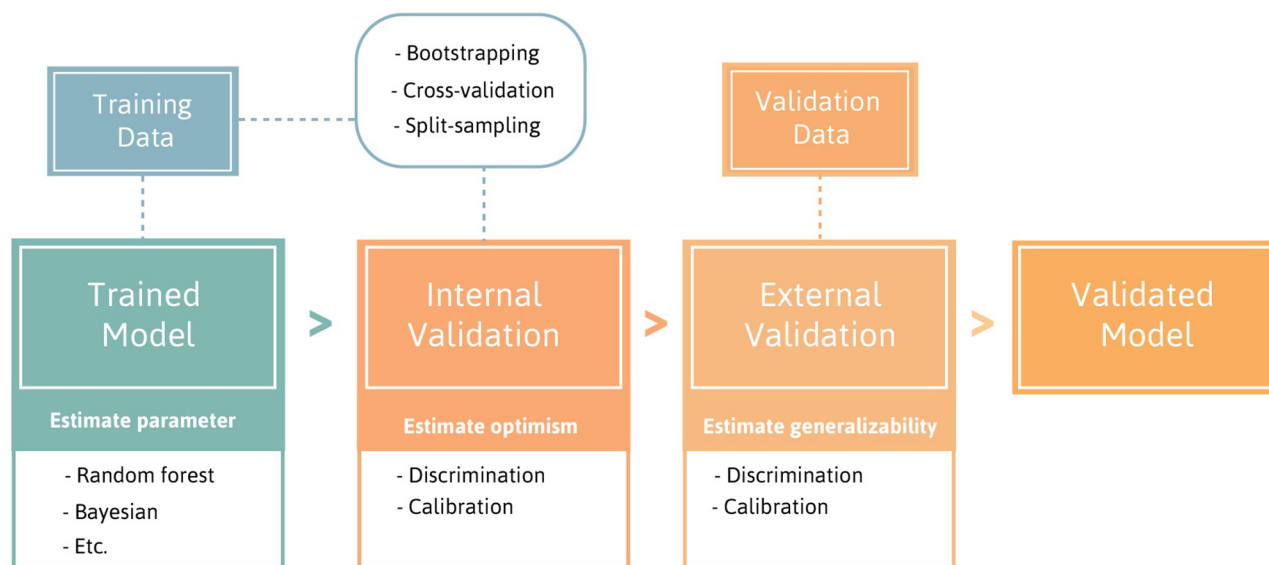 Training
Data
- Bootstrapping
- Cross-validation
- Split-sampling
Validation
Data
Trained
Model
>
Internal
Validation
>
External
Validation
>
Validated
Model
Estimate parameter
Estimate optimism
Estimate generalizability
- Random forest
- Bayesian
- Etc.
- Discrimination
- Calibration
- Discrimination
- Calibration